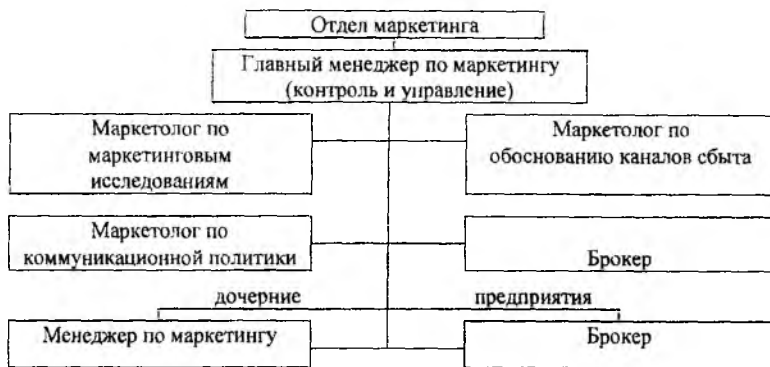 Отдел маркетинга
Главный менеджер по маркетингу
(контроль и управление)
Маркетолог по
маркетинговым
исследованиям
Маркетолог по
обоснованию каналов сбыта
Маркетолог по
коммуникационной политики
Брокер
дочерние предприятия
Менеджер по маркетингу
Брокер